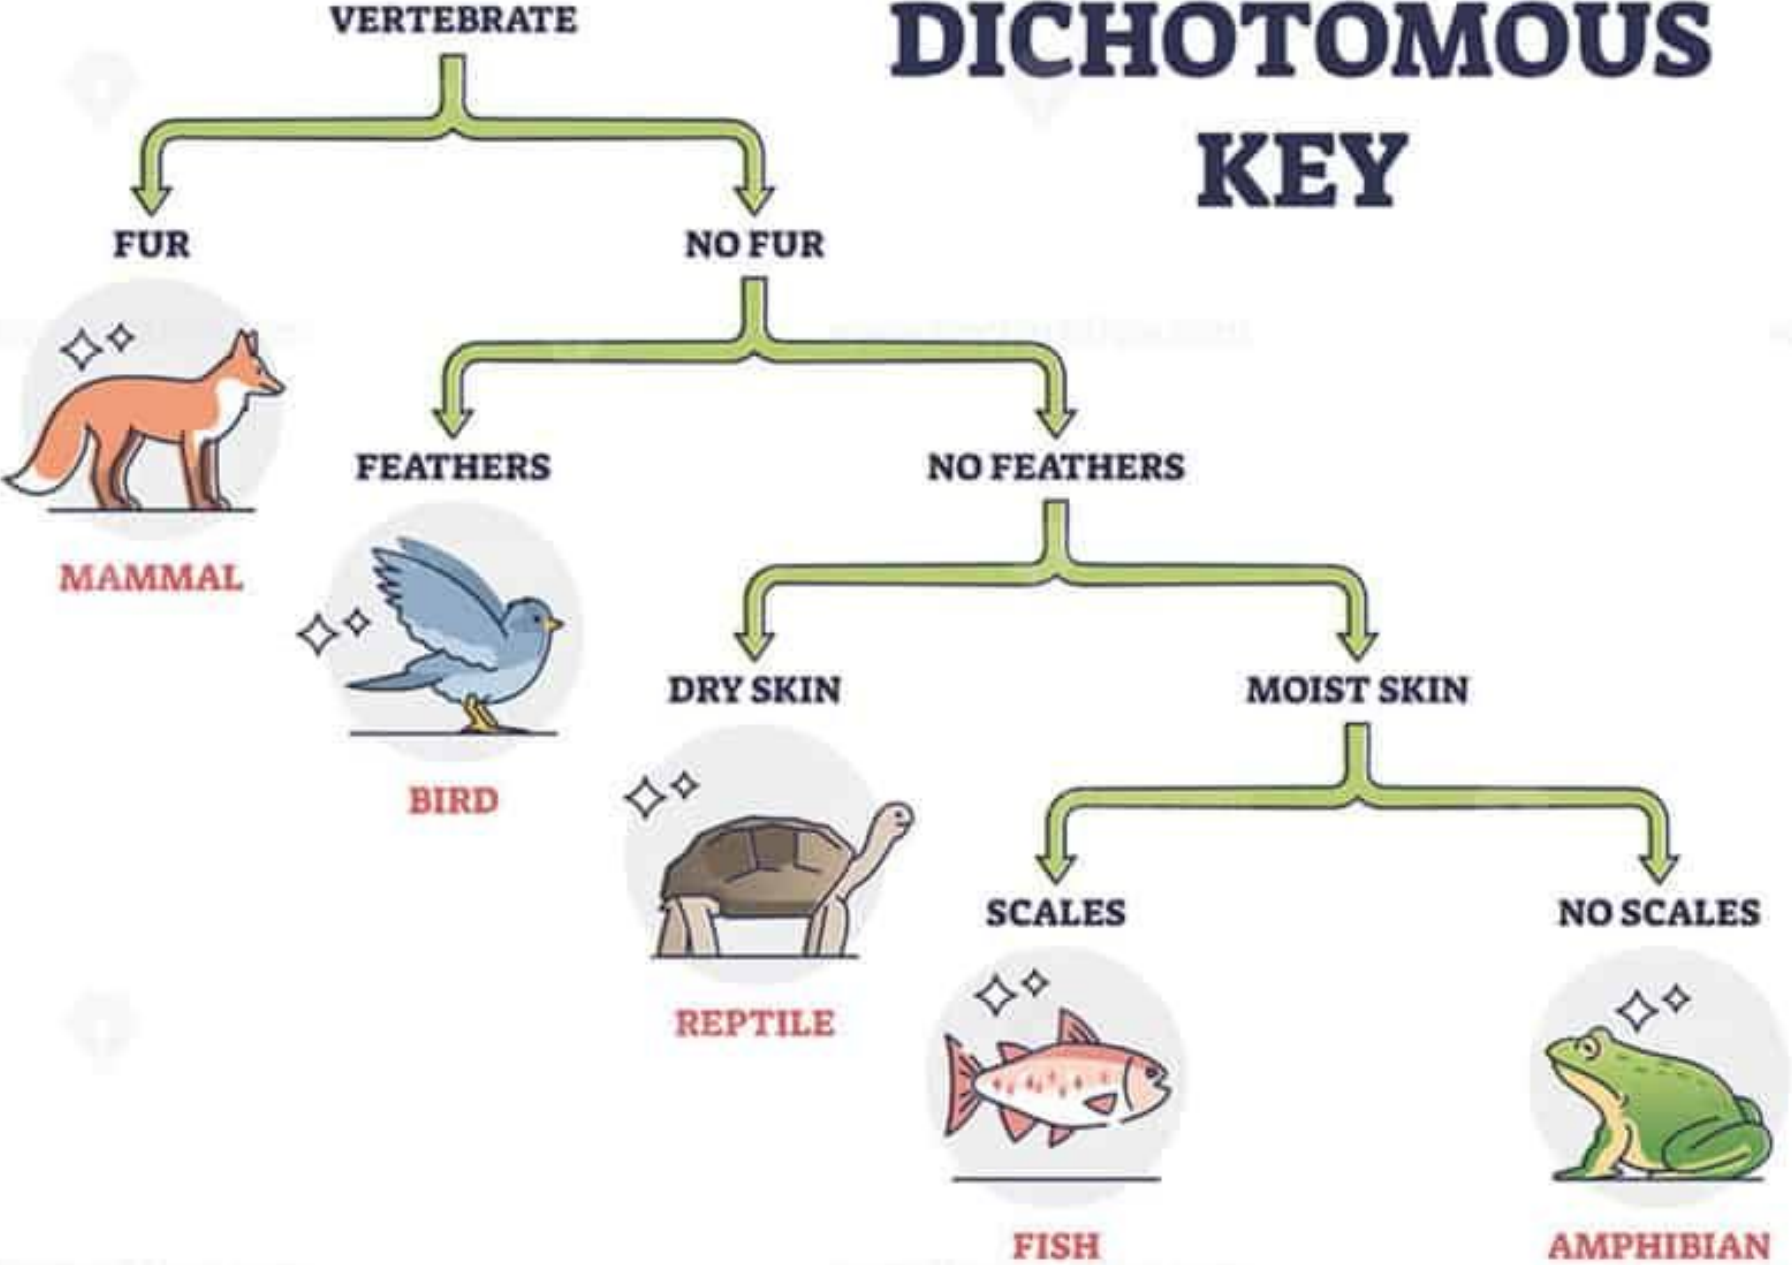 VERTEBRATE
DICHOTOMOUS
KEY
FUR
NO FUR
FEATHERS
NO FEATHERS
MAMMAL
DRY SKIN
MOIST SKIN
BIRD
SCALES
NO SCALES
REPTILE
FISH
AMPHIBIAN